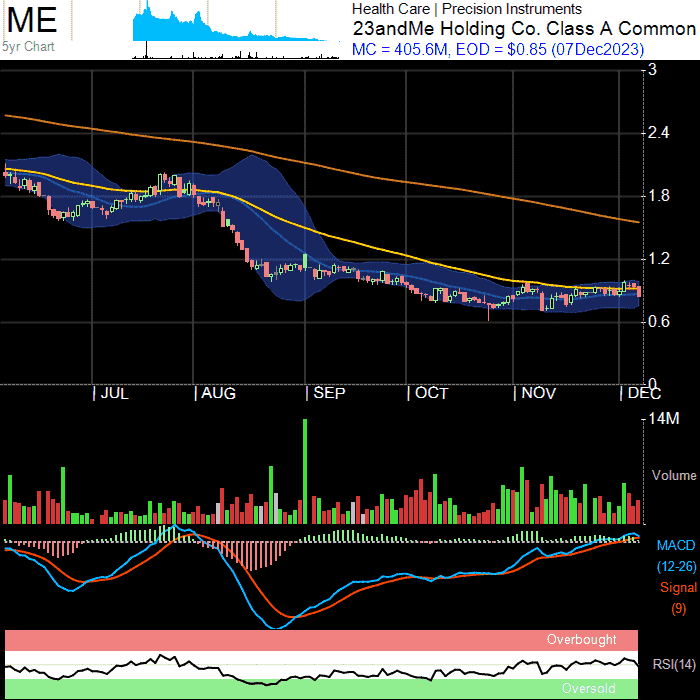 ME
5yr Chart
Health Care | Precision Instruments
23andMe Holding Co. Class A Common
MC = 405.6M, EOD = $0.85 (07Dec2023)
3
2.4
1.8
1.2
0.6
0
JUL AUG SEP OCT NOV DEC
14M
Volume
MACD
(12-26)
Signal
(9)
Overbought
RSI(14)
Oversold